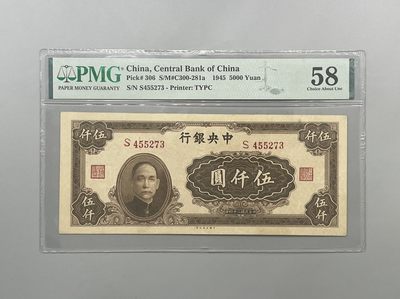 PMG
PAPER MONEY GUARANTY
China, Central Bank of China
Pick# 306 S/M#C300-281a 1945 5000 Yuan
S/N S455273 - Printer: TYPC
58
Choice About Unc
伍仟
行銀央中
伍仟
S 455273
S 455273
圓仟伍
伍仟
伍仟